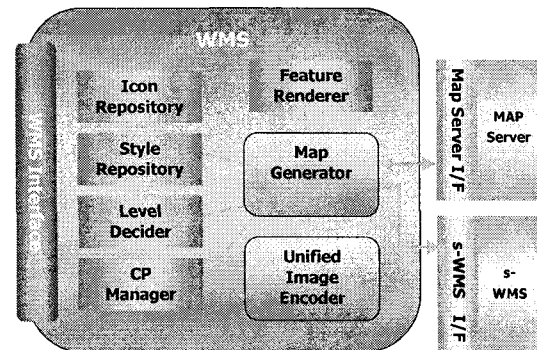 WMS
WMS Interface
Icon
Repository
Style
Repository
Level
Decider
CP
Manager
Feature
Renderer
Map
Generator
Unified
Image
Encoder
Map Server I/F
MAP
Server
s-WMS I/F
s-
WMS